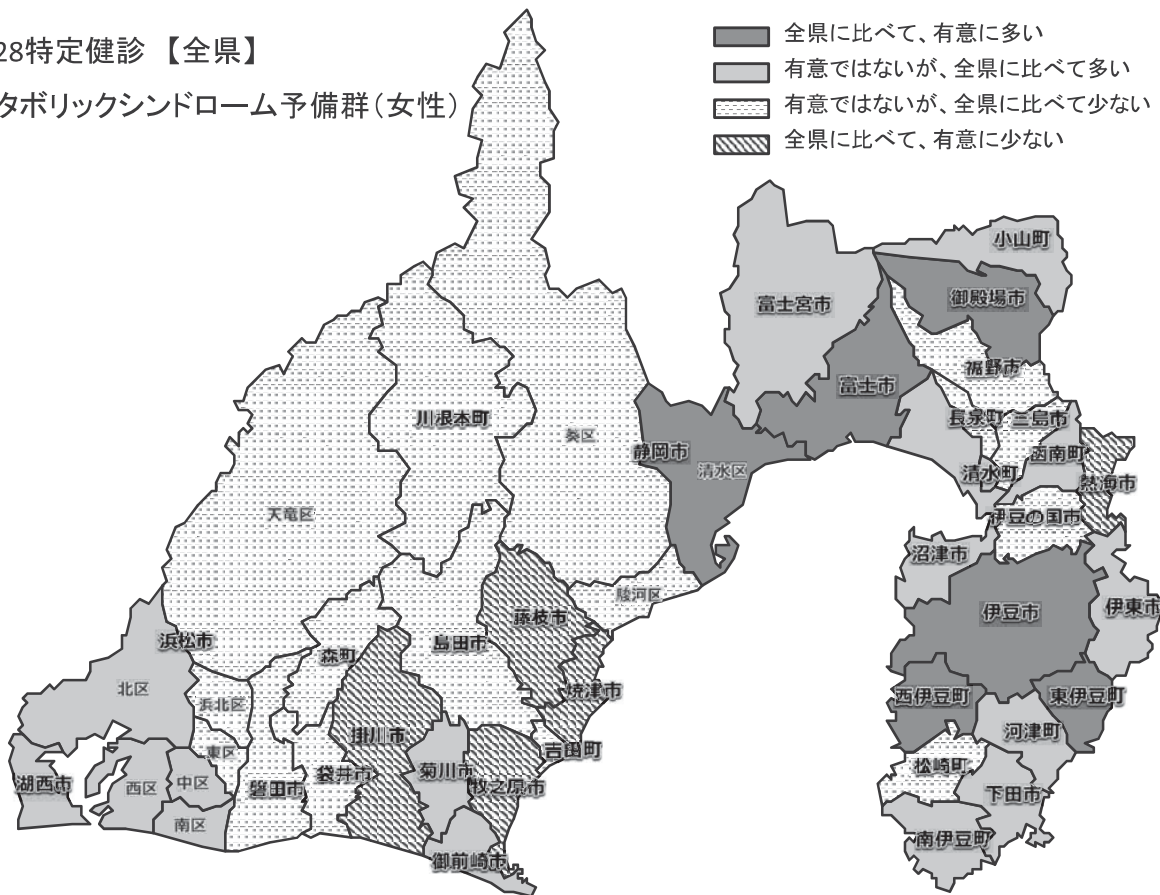 28特定健診 【全県】
タボリックシンドローム予備群(女性)
全県に比べて、有意に多い
有意ではないが、全県に比べて多い
有意ではないが、全県に比べて少ない
全県に比べて、有意に少ない
小山町
御殿場市
富士宮市
裾野市
富士市
川根本町
長泉町
三島市
葵区
静岡市
清水区
函南町
清水町
熱海市
天竜区
伊豆の国市
沼津市
駿河区
伊豆市
伊東市
藤枝市
浜松市
島田市
森町
北区
焼津市
西伊豆町
東伊豆町
浜北区
掛川市
河津町
東区
吉田町
菊川市
松崎町
湖西市
西区
中区
磐田市
袋井市
牧之原市
下田市
南区
南伊豆町
御前崎市